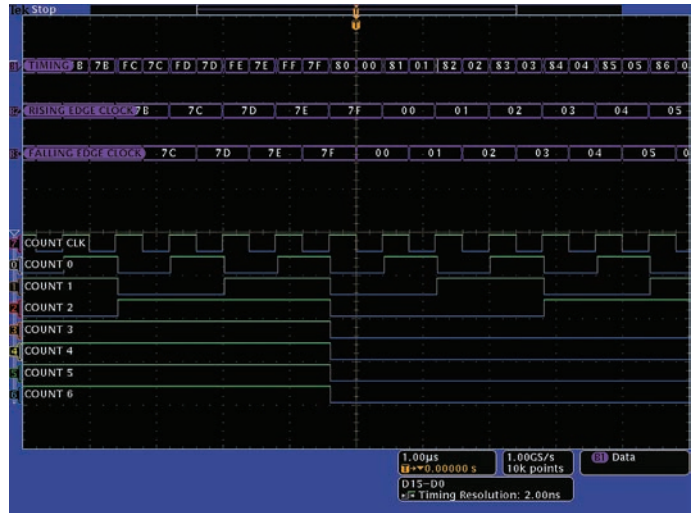 Tek Stop
TIMING B 7B FC 7C FD 7D FE 7E FF 7F 80 00 81 01 82 02 83 03 84 04 85 05 86 0
RISING EDGE CLOCK 7B 7C 7D 7E 7F 00 01 02 03 04 05
FALLING EDGE CLOCK 7C 7D 7E 7F 00 01 02 03 04 05 0
COUNT CLK
COUNT 0
COUNT 1
COUNT 2
COUNT 3
COUNT 4
COUNT 5
COUNT 6
1.00µs 1.00GS/s B1 Data
T→▼0.00000 s 10k points
D15-D0
Timing Resolution: 2.00ns